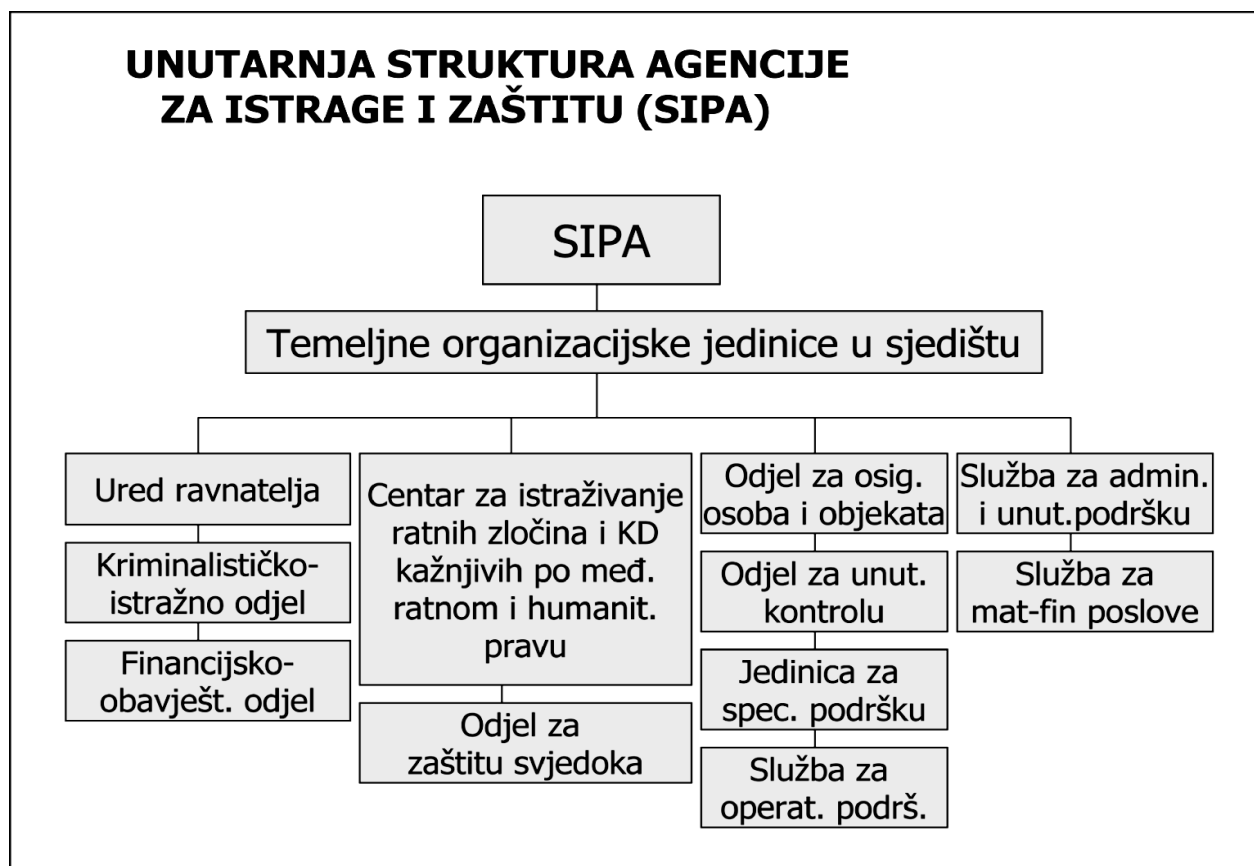 UNUTARNJA STRUKTURA AGENCIJE
ZA ISTRAGE I ZAŠTITU (SIPA)
SIPA
Temeljne organizacijske jedinice u sjedištu
Ured ravnatelja
Kriminalističko-
istražno odjel
Financijsko-
obavješt. odjel
Centar za istraživanje
ratnih zločina i KD
kažnjivih po međ.
ratnom i humanit.
pravu
Odjel za
zaštitu svjedoka
Odjel za osig.
osoba i objekata
Odjel za unut.
kontrolu
Jedinica za
spec. podršku
Služba za
operat. podrš.
Služba za admin.
i unut.podršku
Služba za
mat-fin poslove